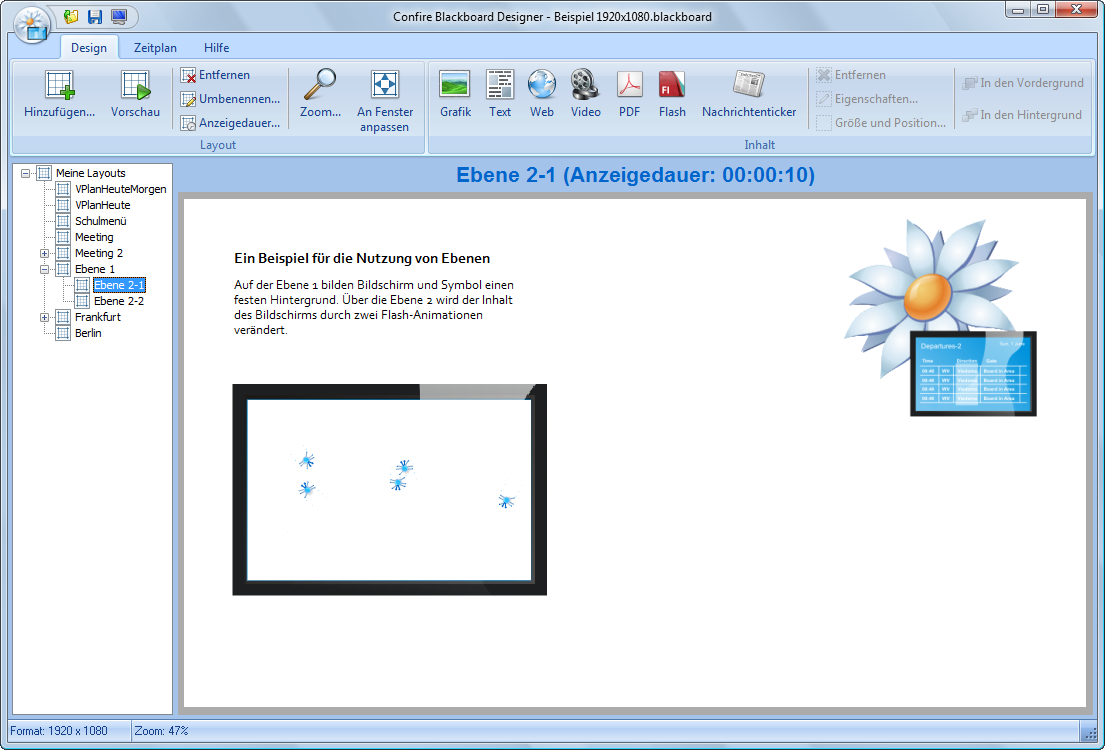 Confire Blackboard Designer - Beispiel 1920x1080.blackboard
Design Zeitplan Hilfe
Hinzufügen... Vorschau
Entfernen
Umbenennen...
Anzeigedauer...
Zoom... An Fenster
anpassen
Layout
Grafik Text Web Video PDF Flash Nachrichtenticker
Entfernen
Eigenschaften...
Größe und Position...
In den Vordergrund
In den Hintergrund
Inhalt
Meine Layouts
VPlanHeuteMorgen
VPlanHeute
Schulmenü
Meeting
Meeting 2
Ebene 1
Ebene 2-1
Ebene 2-2
Frankfurt
Berlin
Ebene 2-1 (Anzeigedauer: 00:00:10)
Ein Beispiel für die Nutzung von Ebenen
Auf der Ebene 1 bilden Bildschirm und Symbol einen
festen Hintergrund. Über die Ebene 2 wird der Inhalt
des Bildschirms durch zwei Flash-Animationen
verändert.
Departures-2
Time Direction Gate
Format: 1920 x 1080 Zoom: 47%